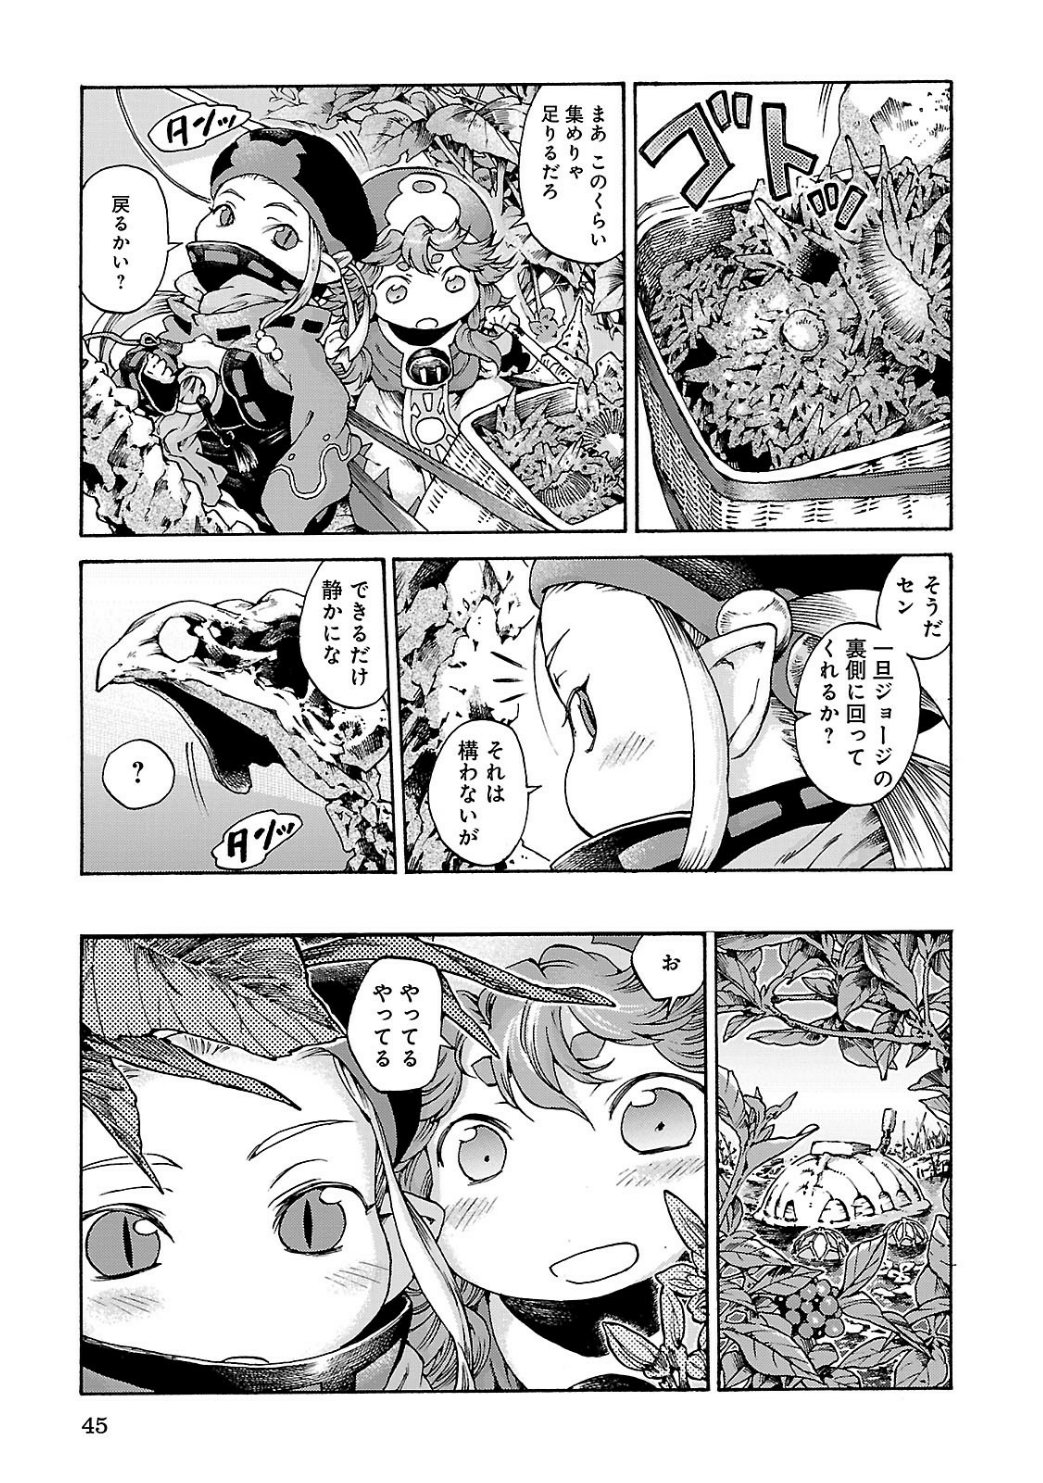 ゴトッ
まあ このくらい
集めりゃ
足りるだろ
タンッ
戻るかい？
そうだ
セン
一旦ジョージの
裏側に回って
くれるか？
それは
構わないが
できるだけ
静かにな
？
タンッ
お
やってる
やってる
45